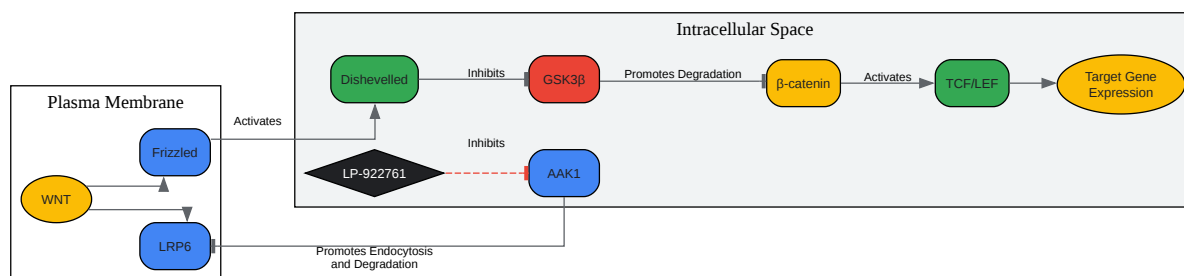 Intracellular Space
Dishevelled
Inhibits
GSK3β
Promotes Degradation
β-catenin
Activates
TCF/LEF
Target Gene
Expression
Plasma Membrane
Activates
Frizzled
Inhibits
LP-922761
AAK1
WNT
LRP6
Promotes Endocytosis
and Degradation